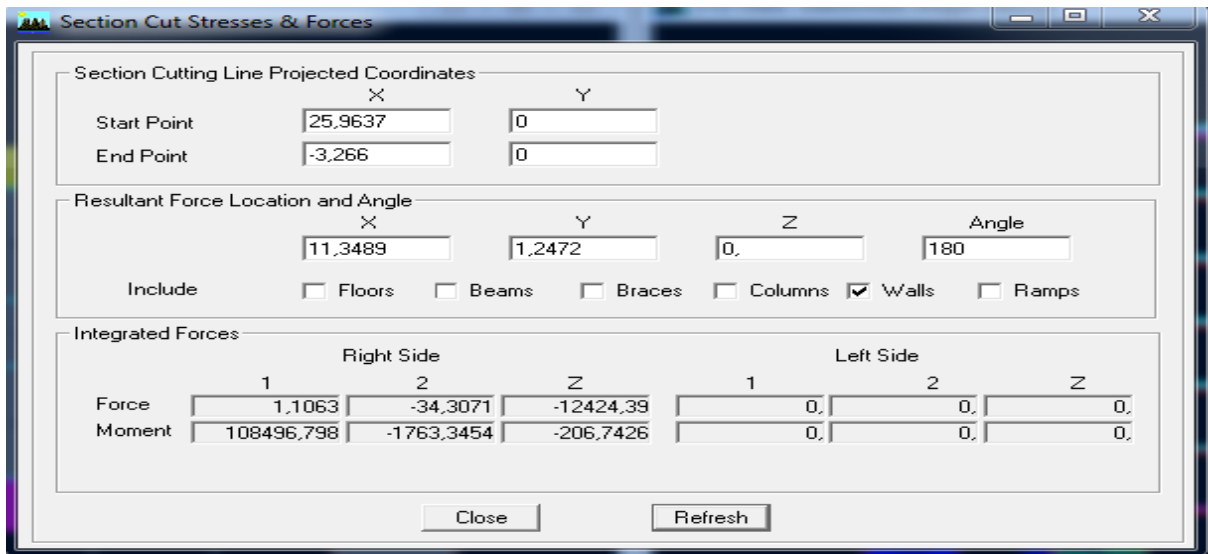 Section Cut Stresses & Forces
Section Cutting Line Projected Coordinates
X Y
Start Point 25,9637 0
End Point -3,266 0
Resultant Force Location and Angle
X Y Z Angle
11,3489 1,2472 0, 180
Include Floors Beams Braces Columns Walls Ramps
Integrated Forces
Right Side Left Side
1 2 Z 1 2 Z
Force 1,1063 -34,3071 -12424,39 0, 0, 0,
Moment 108496,798 -1763,3454 -206,7426 0, 0, 0,
Close Refresh